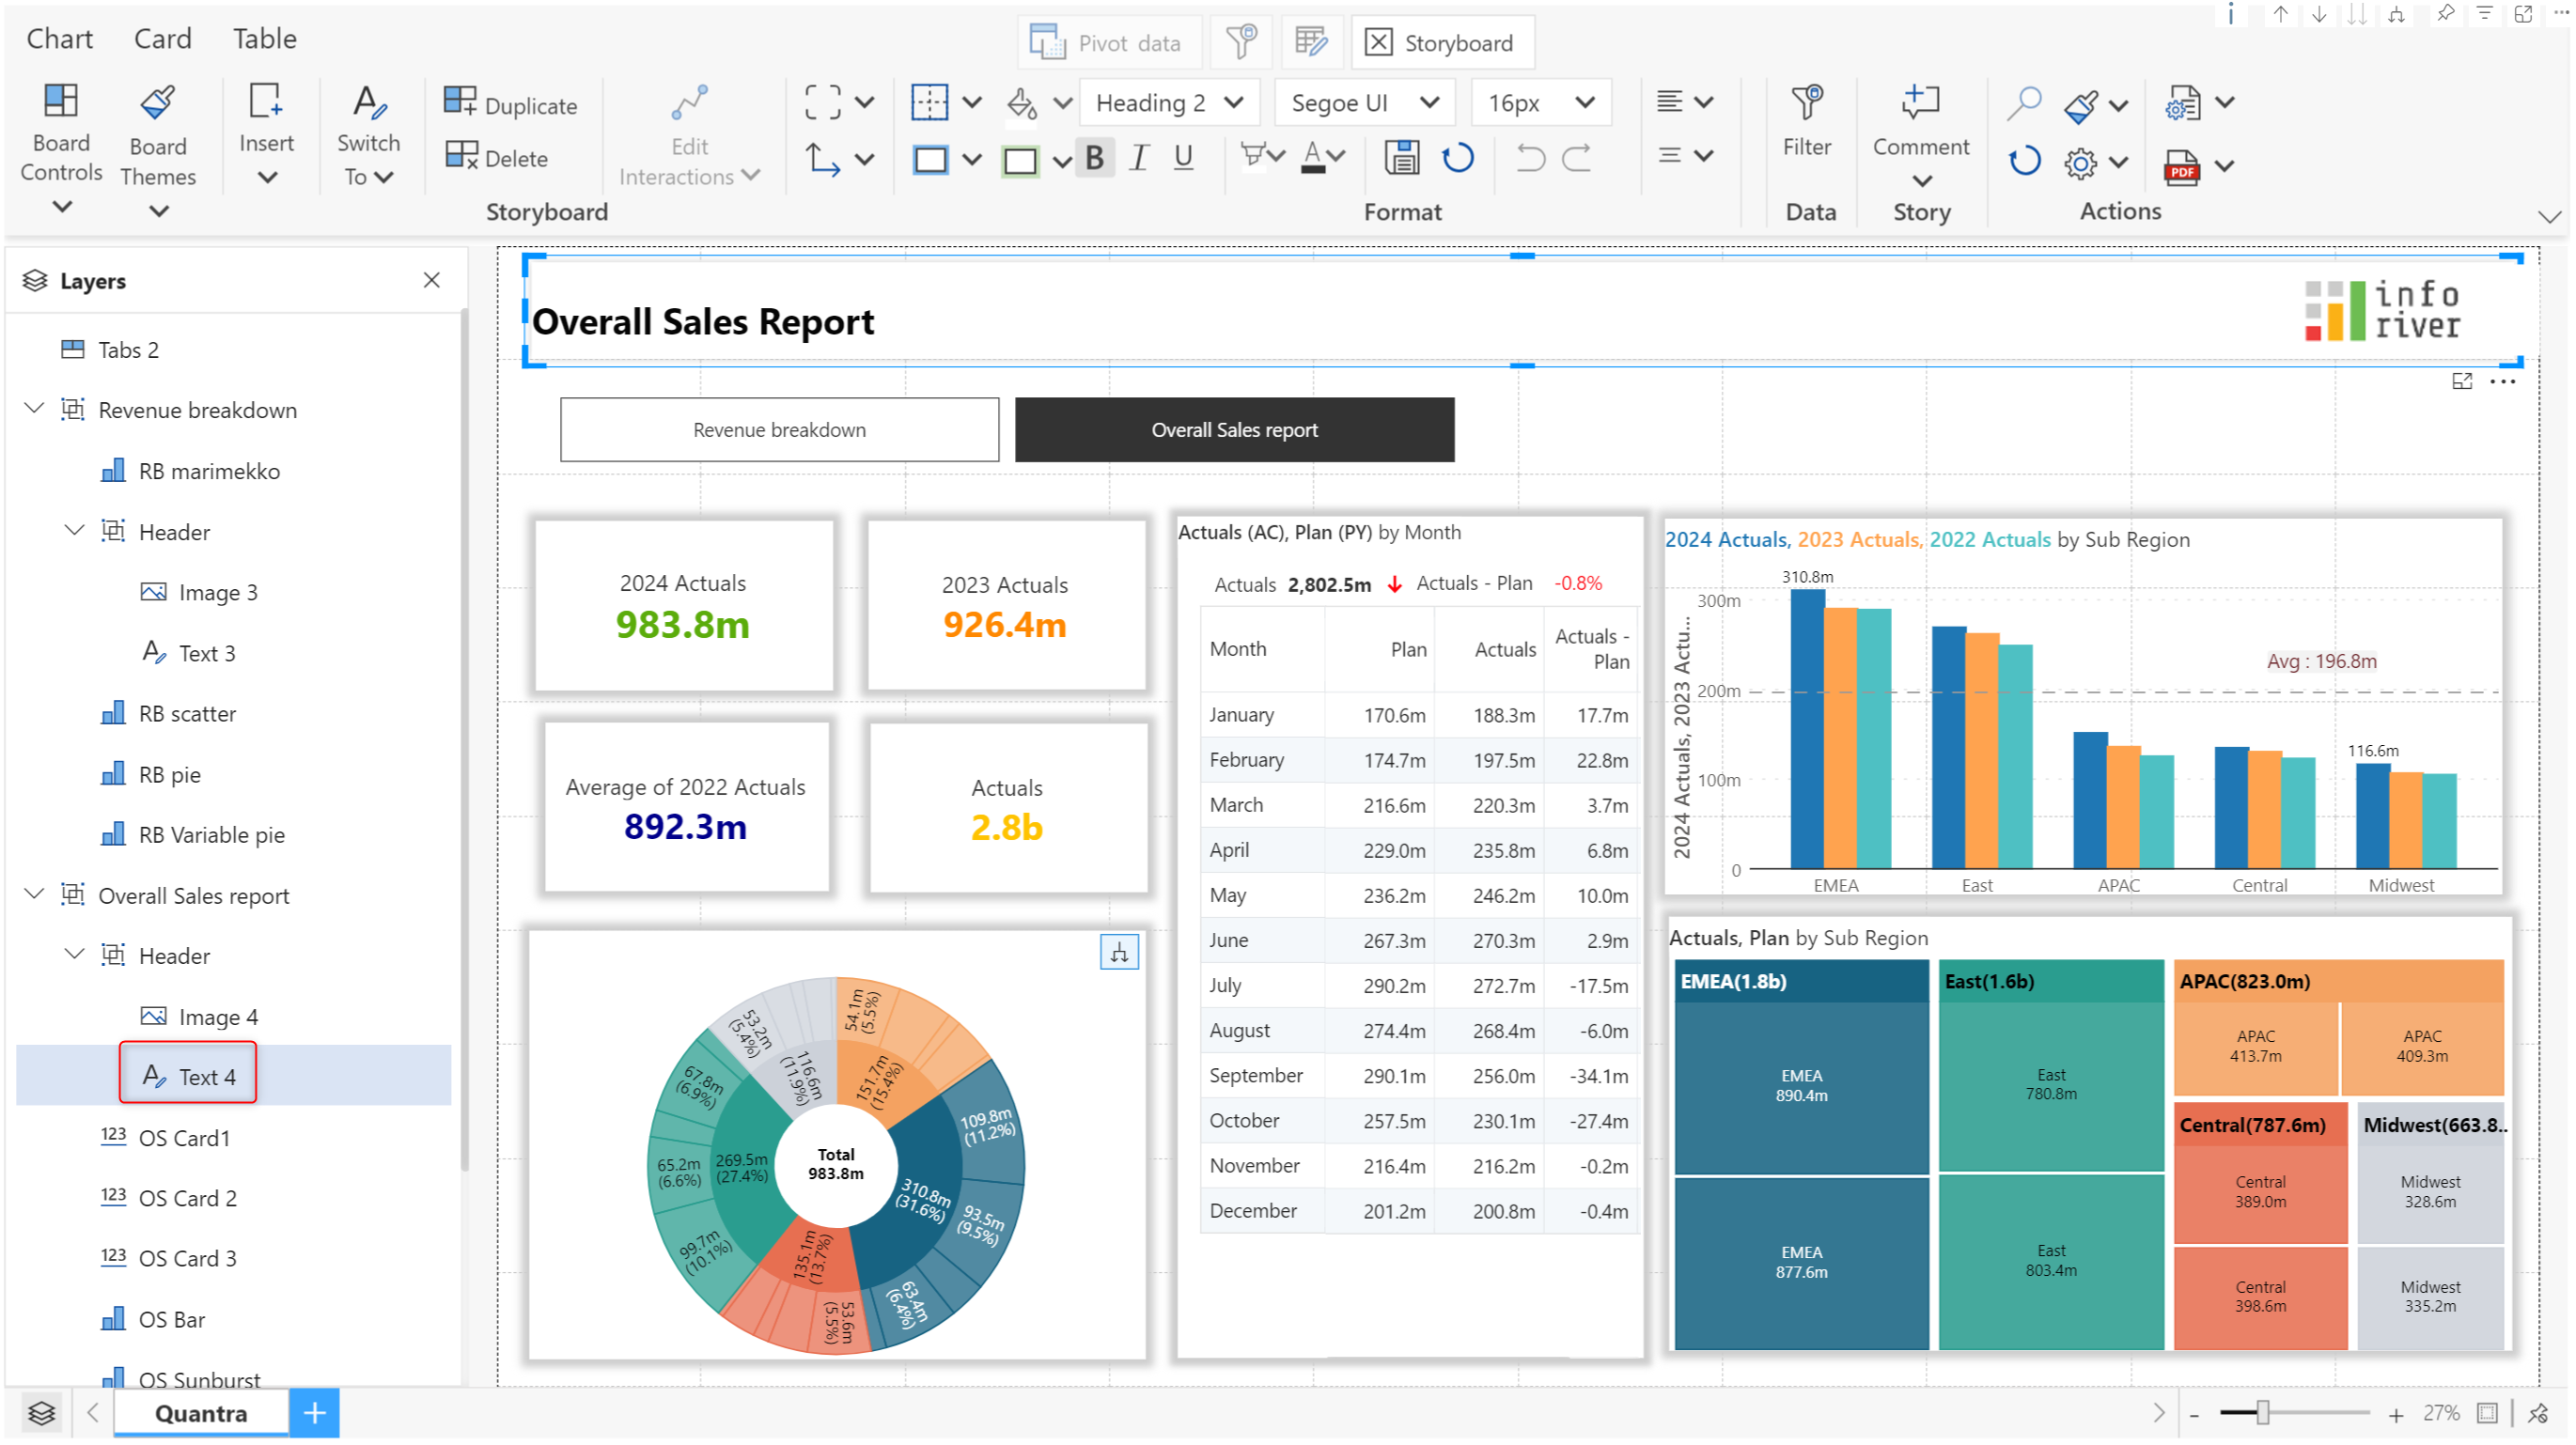 Chart Card Table
Pivot data
Storyboard
Board Controls
Board Themes
Insert
Switch To
Duplicate
Delete
Edit Interactions
Storyboard
Heading 2
Segoe UI
16px
B I U
A
Format
Filter
Data
Comment
Story
PDF
Actions
Layers
Tabs 2
Revenue breakdown
RB marimekko
Header
Image 3
Text 3
RB scatter
RB pie
RB Variable pie
Overall Sales report
Header
Image 4
Text 4
123 OS Card1
123 OS Card 2
123 OS Card 3
OS Bar
OS Sunburst
Overall Sales Report
info
river
Revenue breakdown
Overall Sales report
2024 Actuals
983.8m
2023 Actuals
926.4m
Average of 2022 Actuals
892.3m
Actuals
2.8b
54.1m
(5.5%)
151.7m
(15.4%)
109.8m
(11.2%)
310.8m
(31.6%)
93.5m
(9.5%)
63.4m
(6.4%)
53.6m
(5.5%)
135.1m
(13.7%)
99.7m
(10.1%)
65.2m
(6.6%)
269.5m
(27.4%)
67.8m
(6.9%)
53.2m
(5.4%)
116.6m
(11.9%)
Total
983.8m
Actuals (AC), Plan (PY) by Month
Actuals 2,802.5m Actuals - Plan -0.8%
Month Plan Actuals Actuals - Plan
January 170.6m 188.3m 17.7m
February 174.7m 197.5m 22.8m
March 216.6m 220.3m 3.7m
April 229.0m 235.8m 6.8m
May 236.2m 246.2m 10.0m
June 267.3m 270.3m 2.9m
July 290.2m 272.7m -17.5m
August 274.4m 268.4m -6.0m
September 290.1m 256.0m -34.1m
October 257.5m 230.1m -27.4m
November 216.4m 216.2m -0.2m
December 201.2m 200.8m -0.4m
2024 Actuals, 2023 Actuals, 2022 Actuals by Sub Region
2024 Actuals, 2023 Actu...
310.8m
300m
Avg : 196.8m
200m
116.6m
100m
0
EMEA East APAC Central Midwest
Actuals, Plan by Sub Region
EMEA(1.8b)
EMEA
890.4m
EMEA
877.6m
East(1.6b)
East
780.8m
East
803.4m
APAC(823.0m)
APAC
413.7m
APAC
409.3m
Central(787.6m)
Central
389.0m
Central
398.6m
Midwest(663.8..
Midwest
328.6m
Midwest
335.2m
Quantra
27%